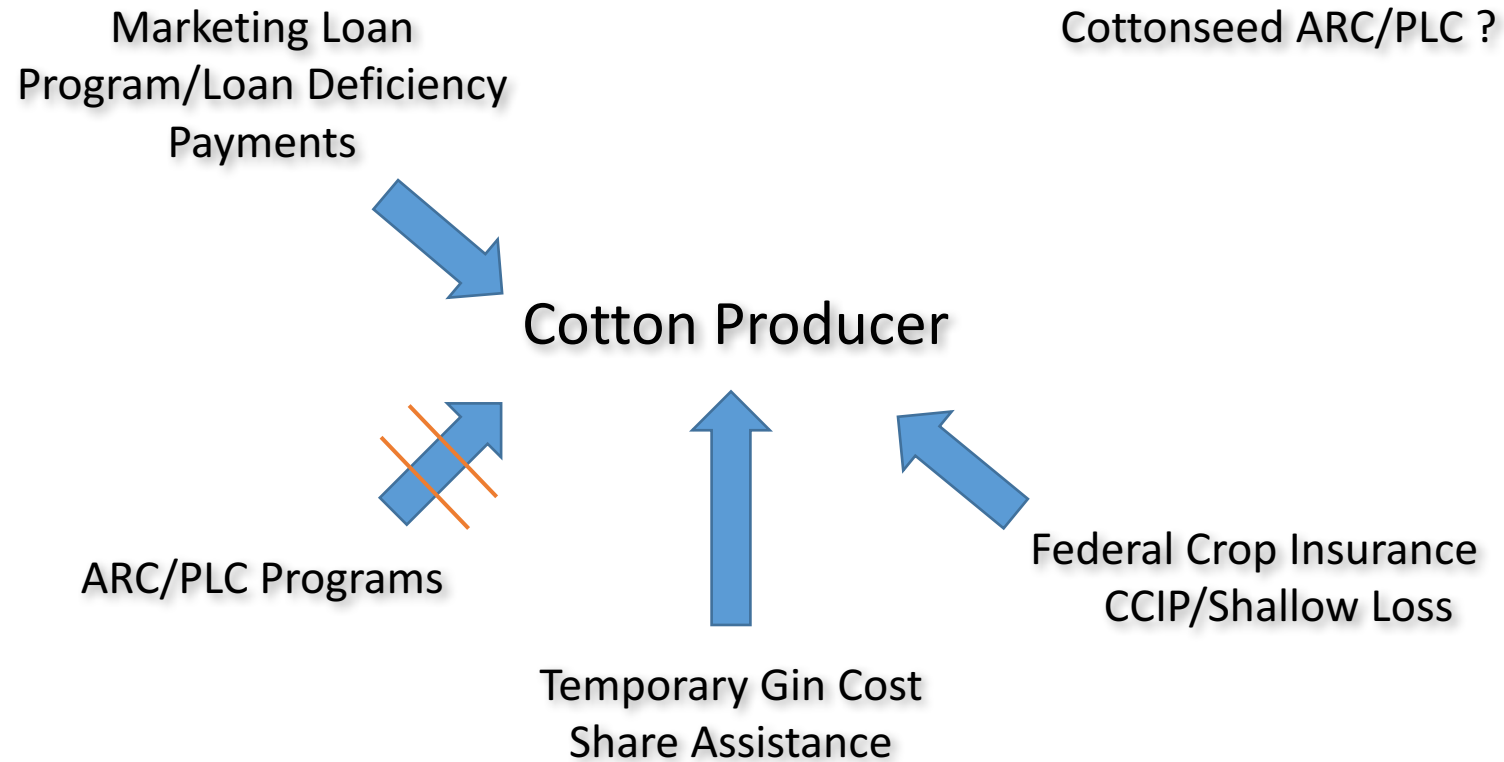 Marketing Loan
Program/Loan Deficiency
Payments
Cottonseed ARC/PLC ?
Cotton Producer
ARC/PLC Programs
Federal Crop Insurance
CCIP/Shallow Loss
Temporary Gin Cost
Share Assistance